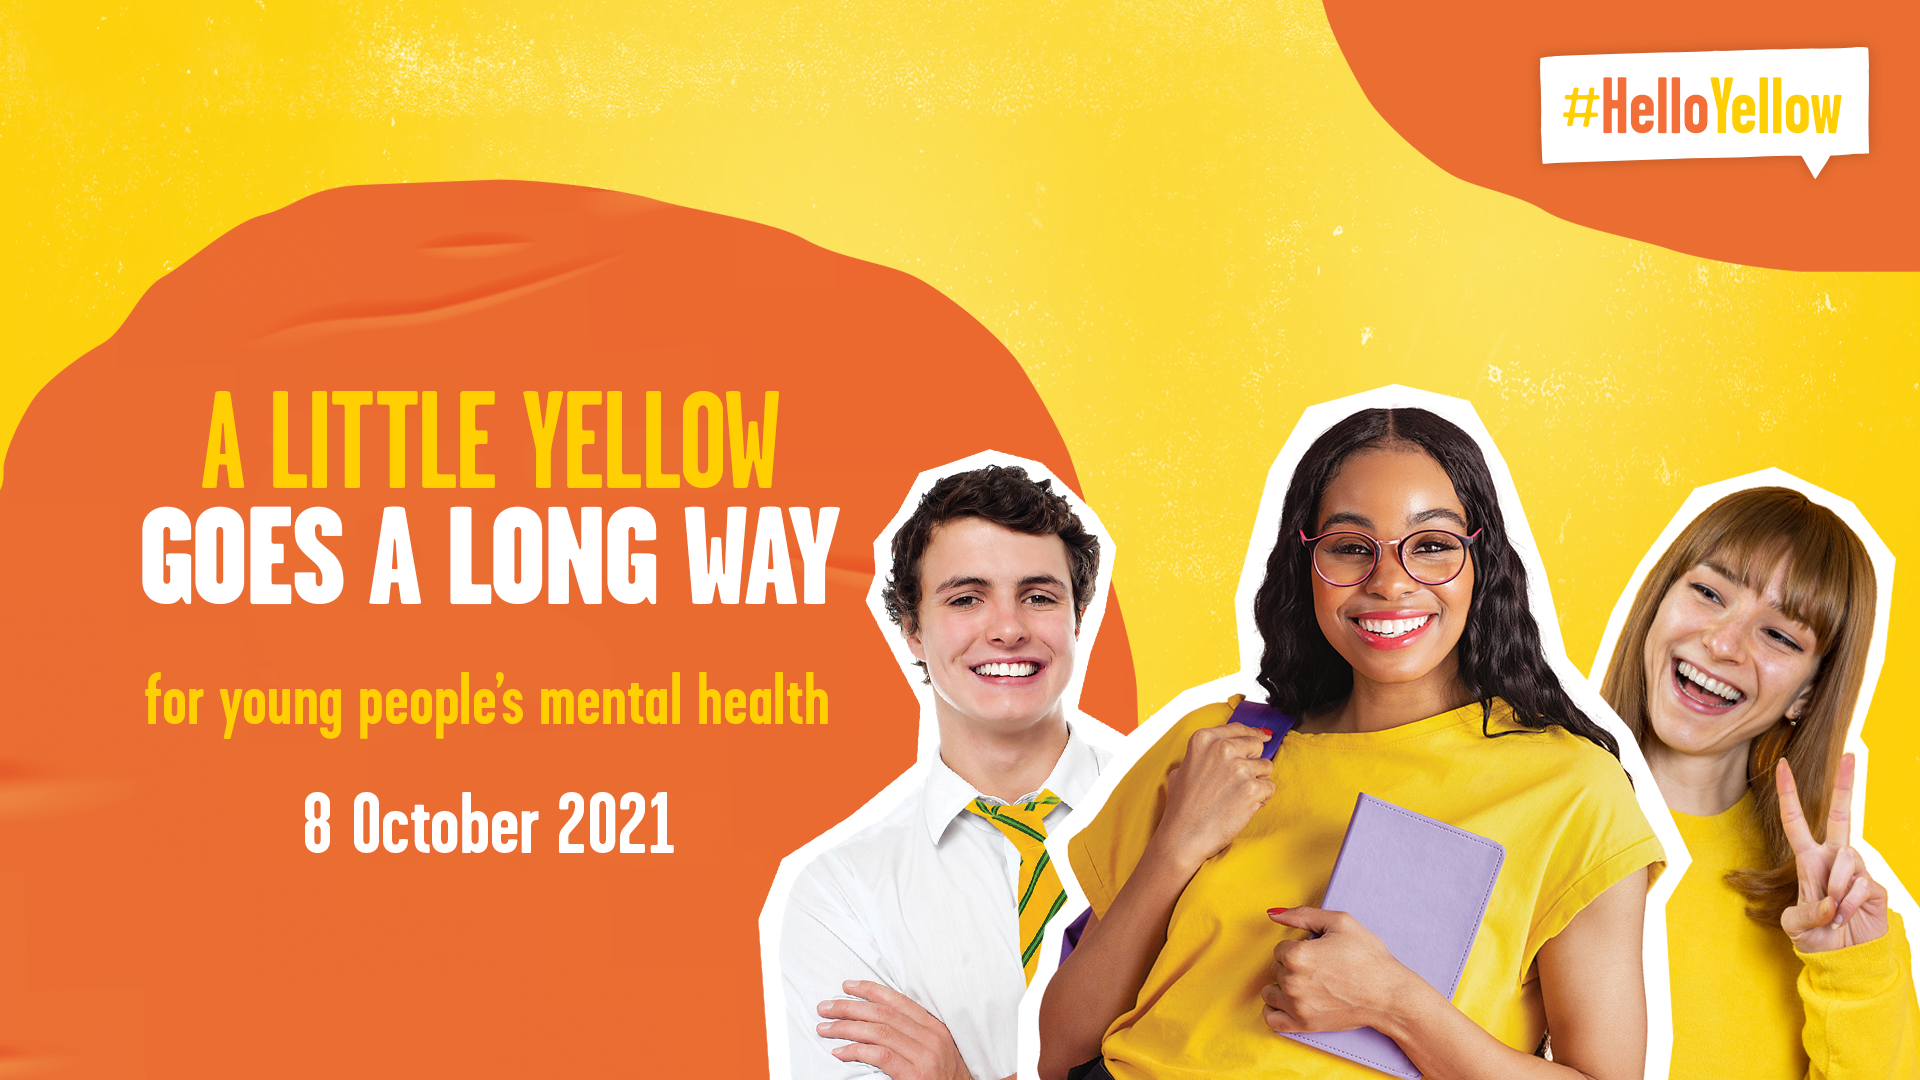 #HelloYellow
A LITTLE YELLOW
GOES A LONG WAY
for young people’s mental health
8 October 2021